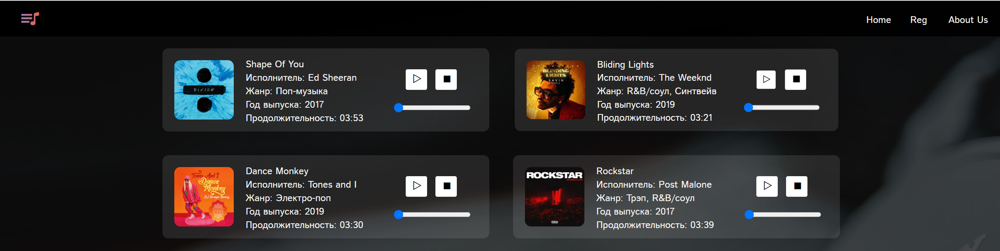 Home Reg About Us
DIVIDE
Shape Of You
Исполнитель: Ed Sheeran
Жанр: Поп-музыка
Год выпуска: 2017
Продолжительность: 03:53
THE WEEKND
BLINDING
LIGHTS
SAVIN
REMIX
Bliding Lights
Исполнитель: The Weeknd
Жанр: R&B/соул, Синтвейв
Год выпуска: 2019
Продолжительность: 03:21
Tones And I
Dance
Monkey
DJ Stranger Remix
LUXURY
NIGHT
Dance Monkey
Исполнитель: Tones and I
Жанр: Электро-поп
Год выпуска: 2019
Продолжительность: 03:30
ROCKSTAR
Rockstar
Исполнитель: Post Malone
Жанр: Трэп, R&B/соул
Год выпуска: 2017
Продолжительность: 03:39